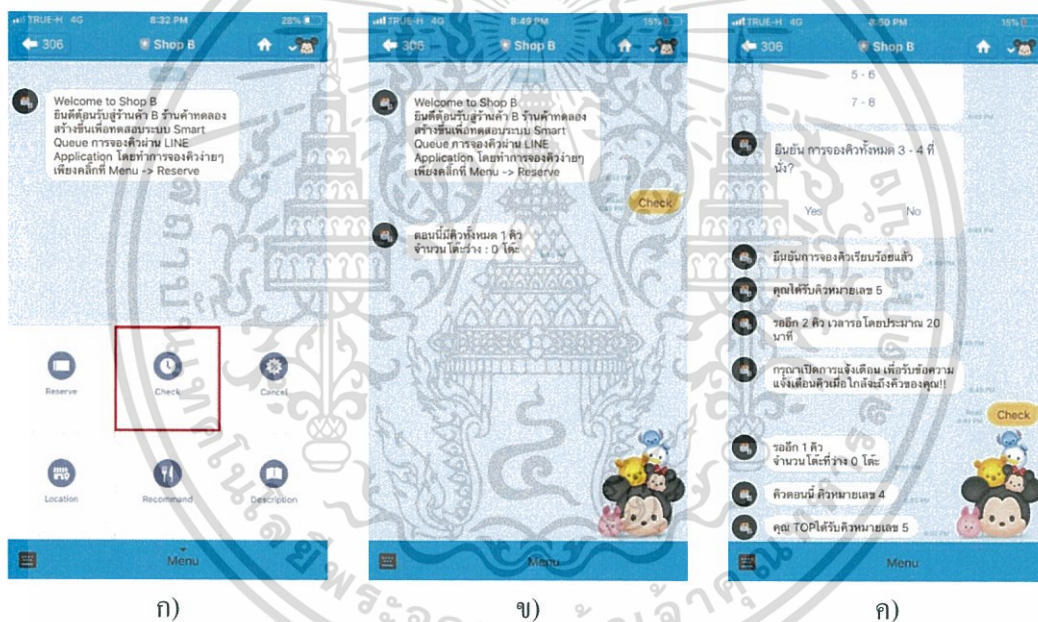 TRUE-H 4G 8:32 PM 28%
306 Shop B
Welcome to Shop B
ยินดีต้อนรับสู่ร้านค้า B ร้านค้าทดลอง
สร้างขึ้นเพื่อทดสอบระบบ Smart
Queue การจองคิวผ่าน LINE
Application โดยทำการจองคิวง่ายๆ
เพียงคลิ๊กที่ Menu -> Reserve
Reserve
Check
Cancel
Location
Recommand
Description
Menu
ก)
TRUE-H 4G 8:49 PM 15%
306 Shop B
Welcome to Shop B
ยินดีต้อนรับสู่ร้านค้า B ร้านค้าทดลอง
สร้างขึ้นเพื่อทดสอบระบบ Smart
Queue การจองคิวผ่าน LINE
Application โดยทำการจองคิวง่ายๆ
เพียงคลิ๊กที่ Menu -> Reserve
Check
ตอนนี้มีคิวทั้งหมด 1 คิว
จำนวนโต๊ะว่าง : 0 โต๊ะ
Menu
ข)
TRUE-H 4G 8:50 PM 15%
306 Shop B
5 - 6
7 - 8
ยืนยัน การจองคิวทั้งหมด 3 - 4 ที่
นั่ง?
Yes No
ยืนยันการจองคิวเรียบร้อยแล้ว
คุณได้รับคิวหมายเลข 5
รออีก 2 คิว เวลารอโดยประมาณ 20
นาที
กรุณาเปิดการแจ้งเตือน เพื่อรับข้อความ
แจ้งเตือนคิวเมื่อใกล้จะถึงคิวของคุณ!!
Check
รออีก 1 คิว
จำนวนโต๊ะที่ว่าง 0 โต๊ะ
คิวตอนนี้ คิวหมายเลข 4
คุณ TOPได้รับคิวหมายเลข 5
Menu
ค)